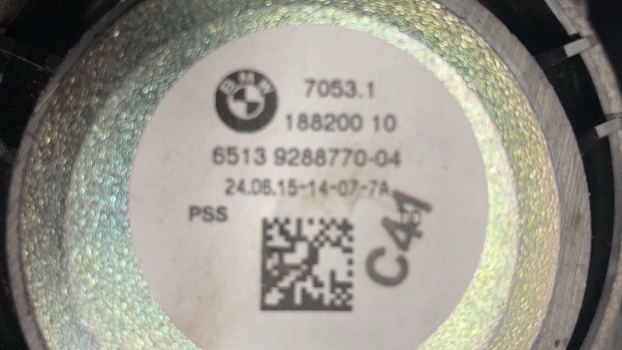 BMW
7053.1
188200 10
6513 9288770-04
24.06.15-14-07-7A
PSS
C41